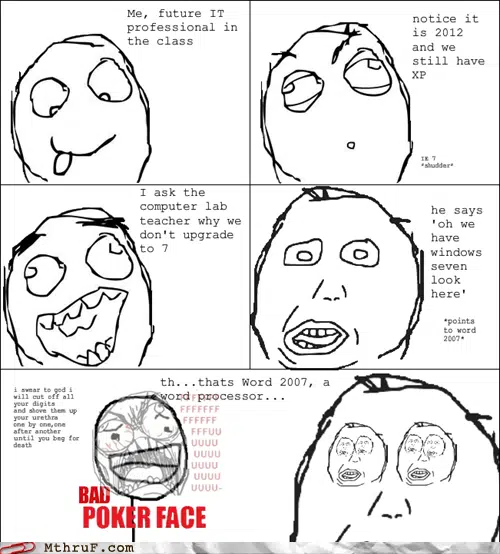 Me, future IT
professional in
the class
notice it
is 2012
and we
still have
XP
IE 7
*shudder*
I ask the
computer lab
teacher why we
don't upgrade
to 7
he says
'oh we
have
windows
seven
look
here'
*points
to word
2007*
th...thats Word 2007, a
word processor...
i swear to god i
will cut off all
your digits
and shove them up
your urethra
one by one,one
after another
until you beg for
death
FFFFFFF
FFFFFF
FFFUU
UUUU
UUUUU
UUUU
UUUUU
UUUU-
BAD
POKER FACE
MThruF.com